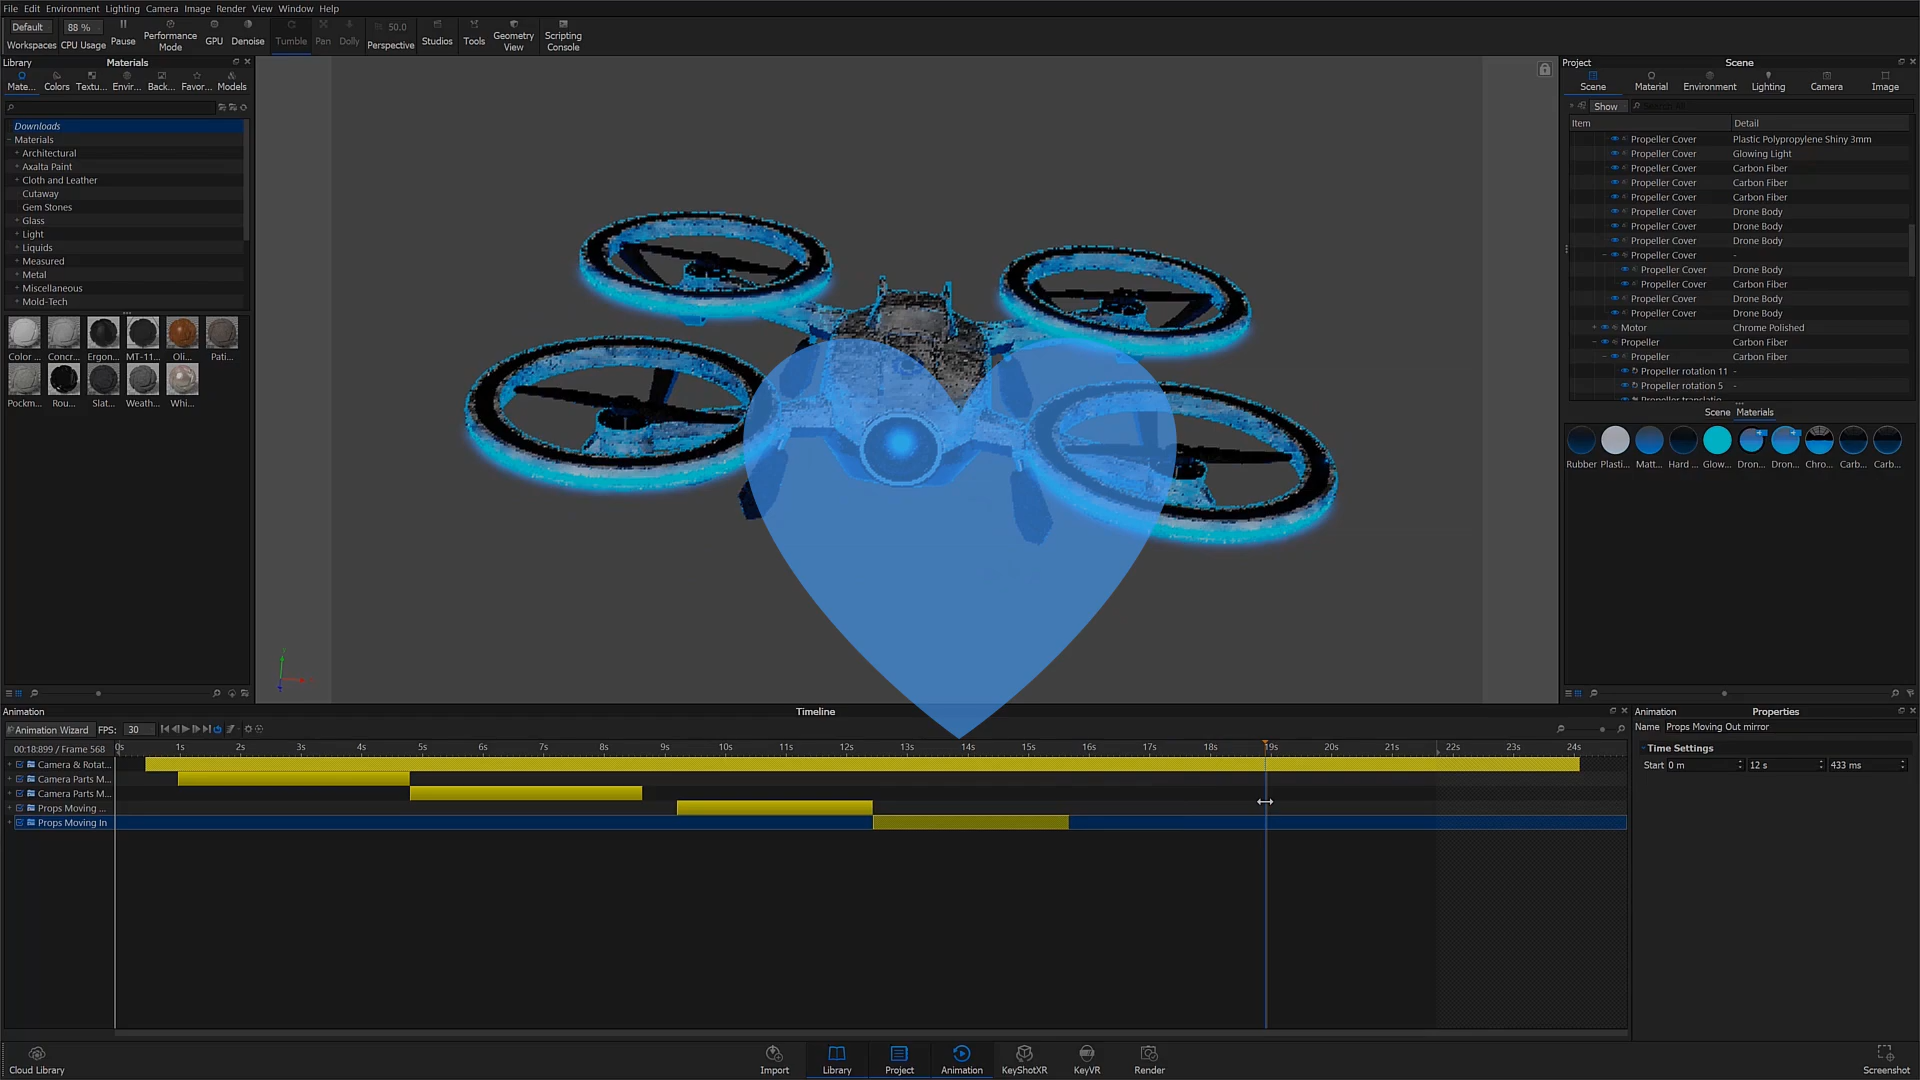 File Edit Environment Lighting Camera Image Render View Window Help
Default 88 % 50.0
Workspaces CPU Usage Pause Performance Mode GPU Denoise Tumble Pan Dolly Perspective Studios Tools Geometry View Scripting Console
Library Materials
Mate... Colors Textu... Envir... Back... Favor... Models
Downloads
Materials
Architectural
Axalta Paint
Cloth and Leather
Cutaway
Gem Stones
Glass
Light
Liquids
Measured
Metal
Miscellaneous
Mold-Tech
Color ... Concr... Ergon... MT-11... Oli... Pati...
Pockm... Rou... Slat... Weath... Whi...
Project Scene
Scene Material Environment Lighting Camera Image
Show
Item Detail
Propeller Cover Plastic Polypropylene Shiny 3mm
Propeller Cover Glowing Light
Propeller Cover Carbon Fiber
Propeller Cover Carbon Fiber
Propeller Cover Carbon Fiber
Propeller Cover Drone Body
Propeller Cover Drone Body
Propeller Cover Drone Body
Propeller Cover -
Propeller Cover Drone Body
Propeller Cover Carbon Fiber
Propeller Cover Drone Body
Propeller Cover Drone Body
Motor Chrome Polished
Propeller Carbon Fiber
Propeller Carbon Fiber
Propeller rotation 11 -
Propeller rotation 5 -
Scene Materials
Rubber Plasti... Matt... Hard ... Glow... Dron... Dron... Chro... Carb... Carb...
Animation Timeline
Animation Wizard FPS: 30
00:18:899 / Frame 568 0s 1s 2s 3s 4s 5s 6s 7s 8s 9s 10s 11s 12s 13s 14s 15s 16s 17s 18s 19s 20s 21s 22s 23s 24s
Camera & Rotat...
Camera Parts M...
Camera Parts M...
Props Moving ...
Props Moving In
Animation Properties
Name Props Moving Out mirror
Time Settings
Start 0 m 12 s 433 ms
Cloud Library Import Library Project Animation KeyShotXR KeyVR Render Screenshot